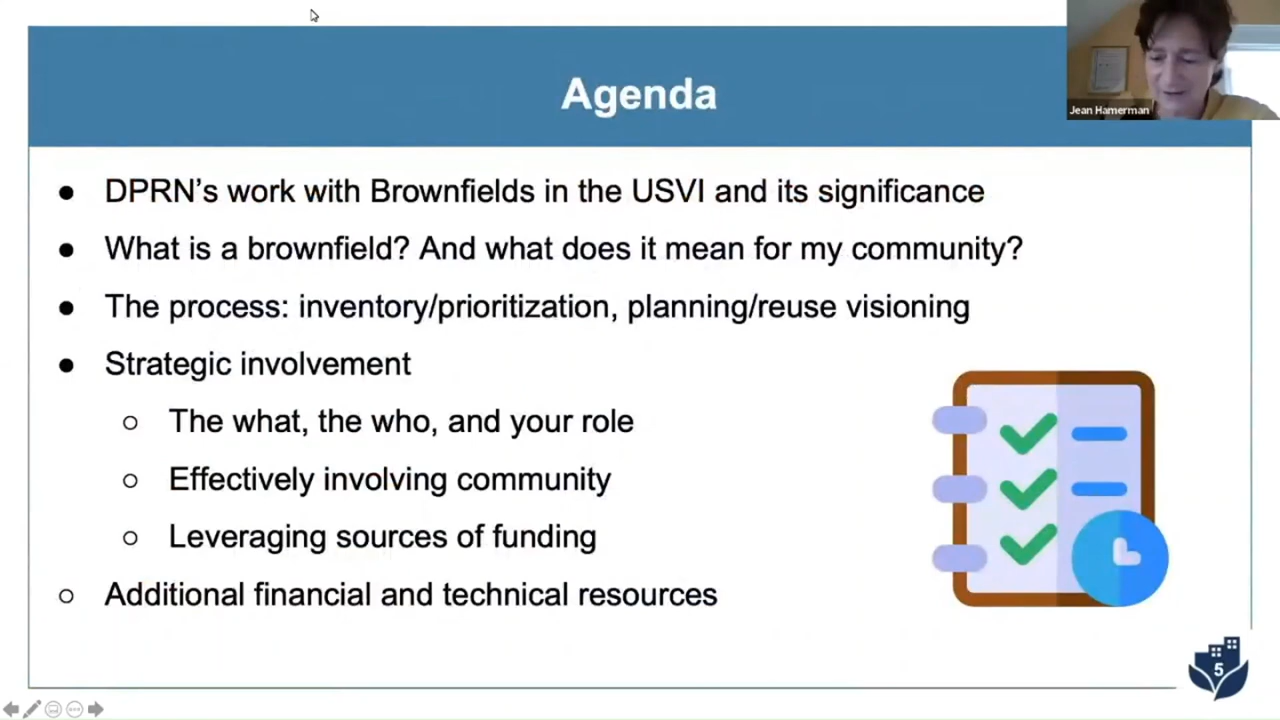 Agenda
Jean Hamerman
● DPRN’s work with Brownfields in the USVI and its significance
● What is a brownfield? And what does it mean for my community?
● The process: inventory/prioritization, planning/reuse visioning
● Strategic involvement
○ The what, the who, and your role
○ Effectively involving community
○ Leveraging sources of funding
○ Additional financial and technical resources
5